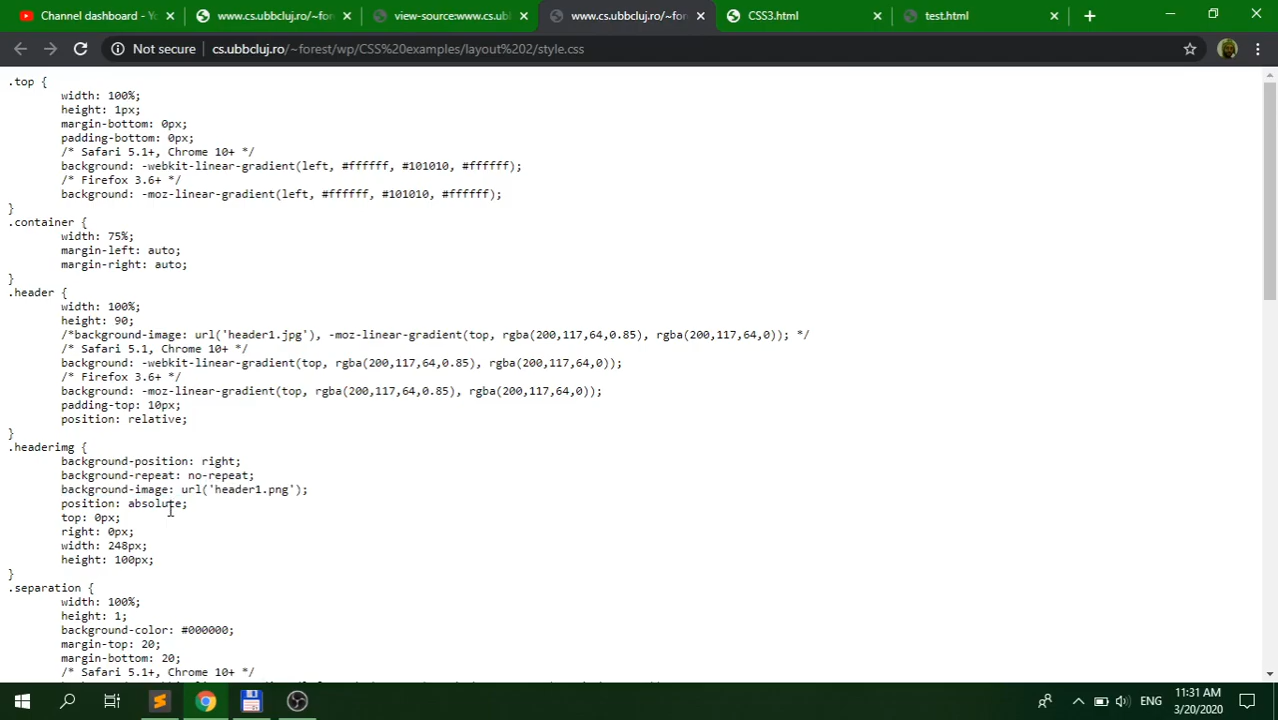 Channel dashboard - Yo
www.cs.ubbcluj.ro/~fore
view-source:www.cs.ubb
www.cs.ubbcluj.ro/~fore
CSS3.html
test.html
Not secure
cs.ubbcluj.ro/~forest/wp/CSS%20examples/layout%202/style.css
.top {
width: 100%;
height: 1px;
margin-bottom: 0px;
padding-bottom: 0px;
/* Safari 5.1+, Chrome 10+ */
background: -webkit-linear-gradient(left, #ffffff, #101010, #ffffff);
/* Firefox 3.6+ */
background: -moz-linear-gradient(left, #ffffff, #101010, #ffffff);
}
.container {
width: 75%;
margin-left: auto;
margin-right: auto;
}
.header {
width: 100%;
height: 90;
/*background-image: url('header1.jpg'), -moz-linear-gradient(top, rgba(200,117,64,0.85), rgba(200,117,64,0)); */
/* Safari 5.1, Chrome 10+ */
background: -webkit-linear-gradient(top, rgba(200,117,64,0.85), rgba(200,117,64,0));
/* Firefox 3.6+ */
background: -moz-linear-gradient(top, rgba(200,117,64,0.85), rgba(200,117,64,0));
padding-top: 10px;
position: relative;
}
.headerimg {
background-position: right;
background-repeat: no-repeat;
background-image: url('header1.png');
position: absolute;
top: 0px;
right: 0px;
width: 248px;
height: 100px;
}
.separation {
width: 100%;
height: 1;
background-color: #000000;
margin-top: 20;
margin-bottom: 20;
/* Safari 5.1+, Chrome 10+ */
ENG
11:31 AM
3/20/2020